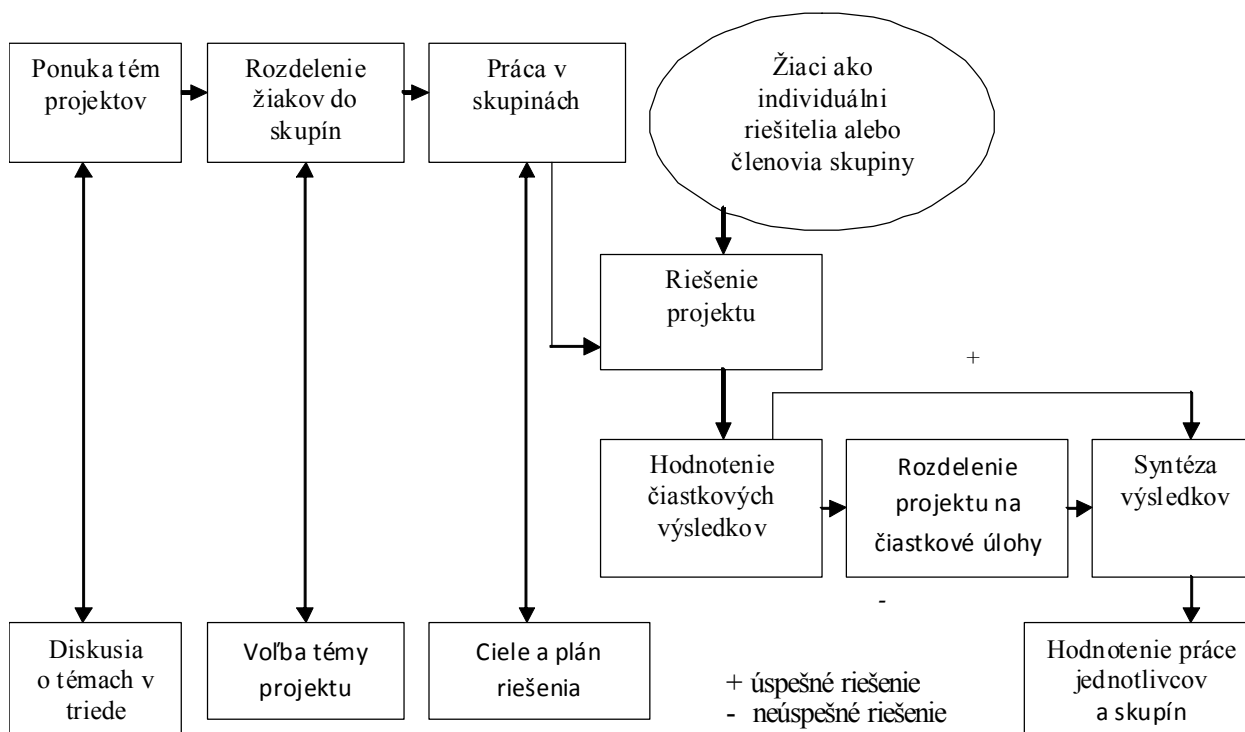 Ponuka tém
projektov
Rozdelenie
žiakov do
skupín
Práca v
skupinách
Žiaci ako
individuálni
riešitelia alebo
členovia skupiny
Riešenie
projektu
+
Hodnotenie
čiastkových
výsledkov
Rozdelenie
projektu na
čiastkové úlohy
Syntéza
výsledkov
-
Diskusia
o témach v
triede
Voľba témy
projektu
Ciele a plán
riešenia
+ úspešné riešenie
- neúspešné riešenie
Hodnotenie práce
jednotlivcov
a skupín